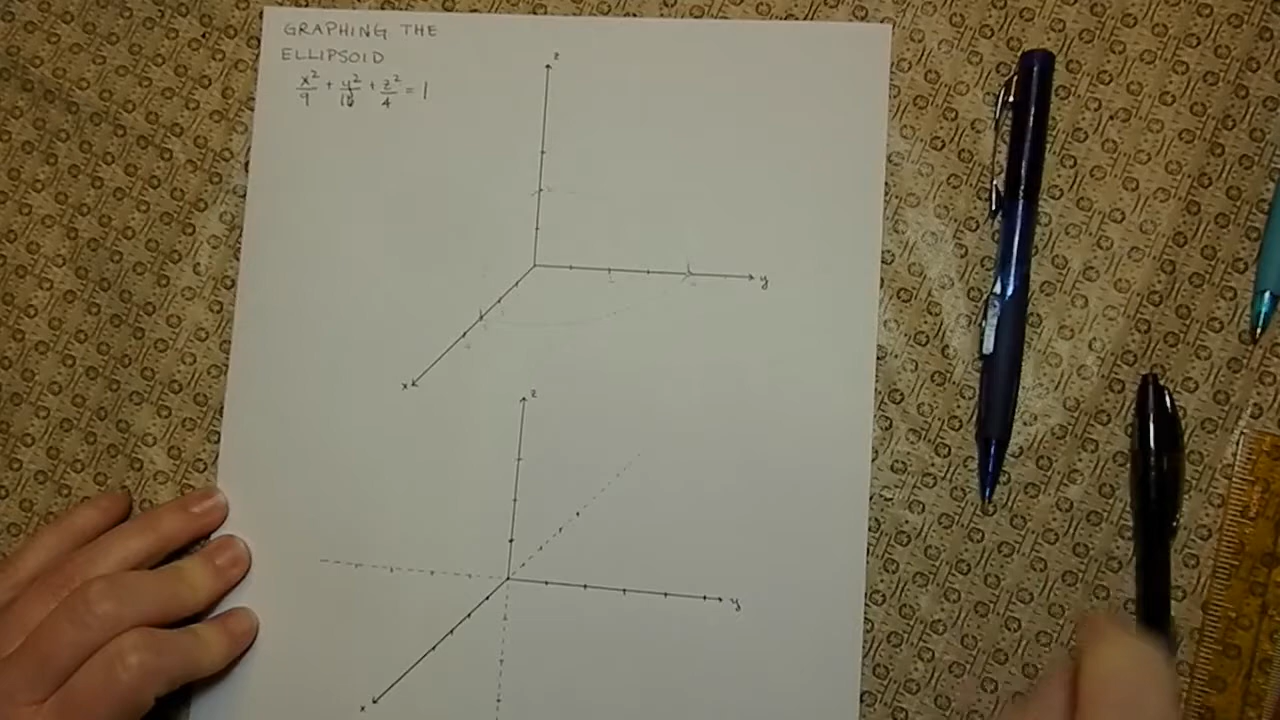 GRAPHING THE
ELLIPSOID
x²/9 + y²/16 + z²/4 = 1
z
y
x
z
y
x